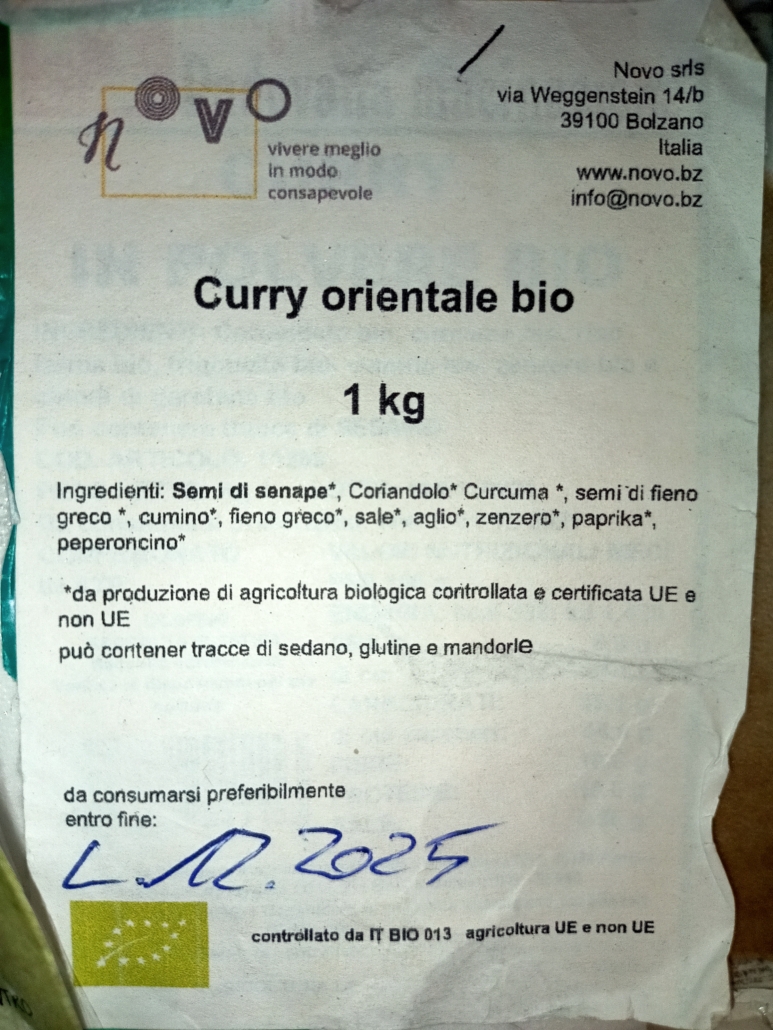 novo
vivere meglio
in modo
consapevole
Novo srls
via Weggenstein 14/b
39100 Bolzano
Italia
www.novo.bz
info@novo.bz
Curry orientale bio
1 kg
Ingredienti: Semi di senape*, Coriandolo* Curcuma *, semi di fieno
greco *, cumino*, fieno greco*, sale*, aglio*, zenzero*, paprika*,
peperoncino*
*da produzione di agricoltura biologica controllata e certificata UE e
non UE
può contener tracce di sedano, glutine e mandorle
da consumarsi preferibilmente
entro fine:
L.12.2025
controllato da IT BIO 013 agricoltura UE e non UE